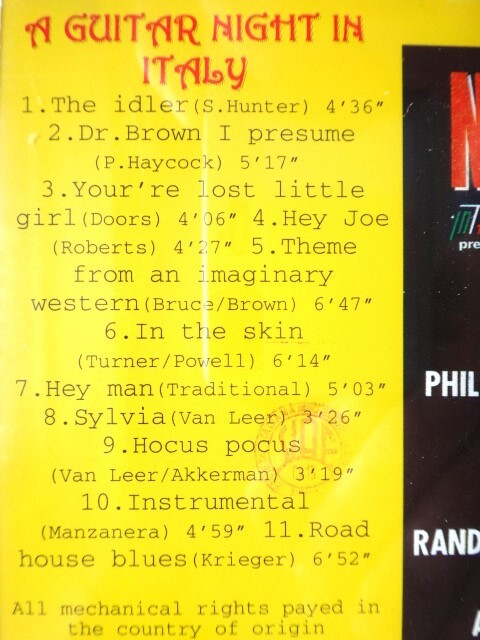 A GUITAR NIGHT IN
ITALY
1.The idler(S.Hunter) 4'36"
2.Dr.Brown I presume
(P.Haycock) 5'17"
3.Your're lost little
girl(Doors) 4'06" 4.Hey Joe
(Roberts) 4'27" 5.Theme
from an imaginary
western(Bruce/Brown) 6'47"
6.In the skin
(Turner/Powell) 6'14"
7.Hey man(Traditional) 5'03"
8.Sylvia(Van Leer) 3'26"
9.Hocus pocus
(Van Leer/Akkerman) 3'19"
10.Instrumental
(Manzanera) 4'59" 11.Road
house blues(Krieger) 6'52"
All mechanical rights payed in
the country of origin
N
pre
PHIL
RAND
A